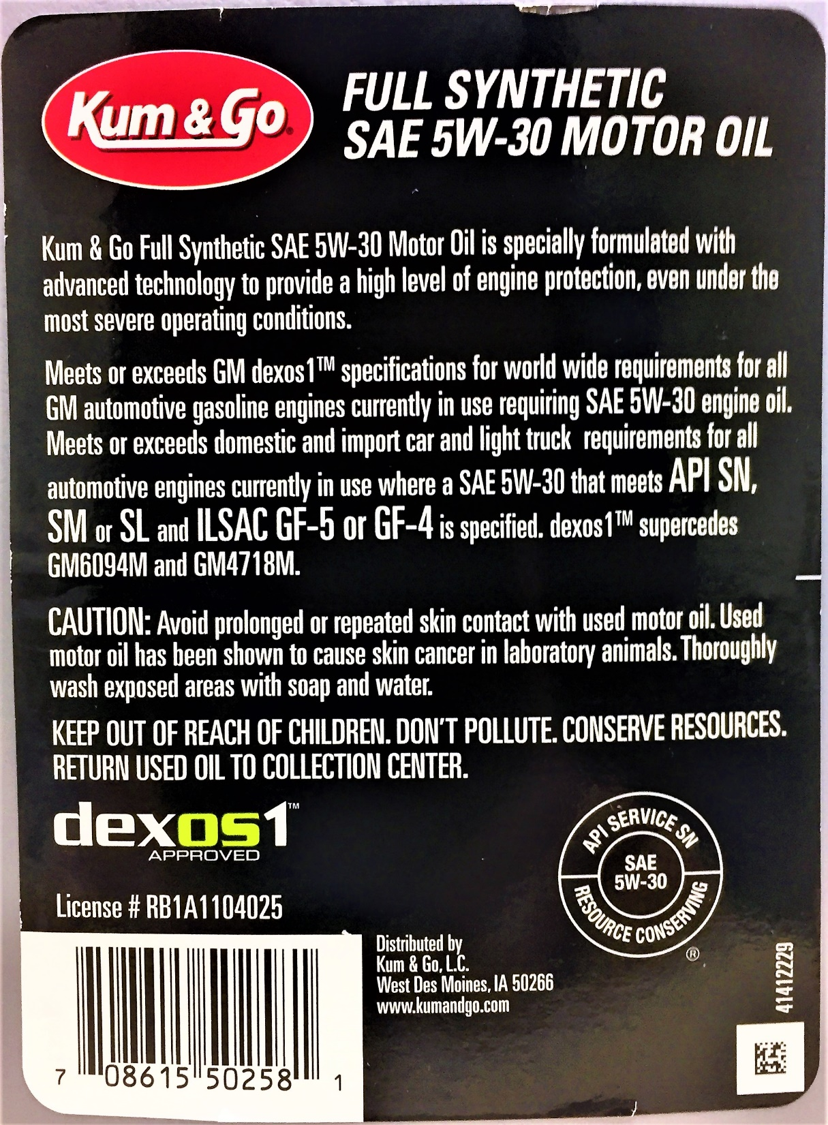 Kum & Go®
FULL SYNTHETIC
SAE 5W-30 MOTOR OIL
Kum & Go Full Synthetic SAE 5W-30 Motor Oil is specially formulated with
advanced technology to provide a high level of engine protection, even under the
most severe operating conditions.
Meets or exceeds GM dexos1™ specifications for world wide requirements for all
GM automotive gasoline engines currently in use requiring SAE 5W-30 engine oil.
Meets or exceeds domestic and import car and light truck requirements for all
automotive engines currently in use where a SAE 5W-30 that meets API SN,
SM or SL and ILSAC GF-5 or GF-4 is specified. dexos1™ supercedes
GM6094M and GM4718M.
CAUTION: Avoid prolonged or repeated skin contact with used motor oil. Used
motor oil has been shown to cause skin cancer in laboratory animals. Thoroughly
wash exposed areas with soap and water.
KEEP OUT OF REACH OF CHILDREN. DON'T POLLUTE. CONSERVE RESOURCES.
RETURN USED OIL TO COLLECTION CENTER.
dexos1™
APPROVED
License # RB1A1104025
API SERVICE SN
SAE
5W-30
RESOURCE CONSERVING
®
Distributed by
Kum & Go, L.C.
West Des Moines, IA 50266
www.kumandgo.com
41412229
7 08615 50258 1